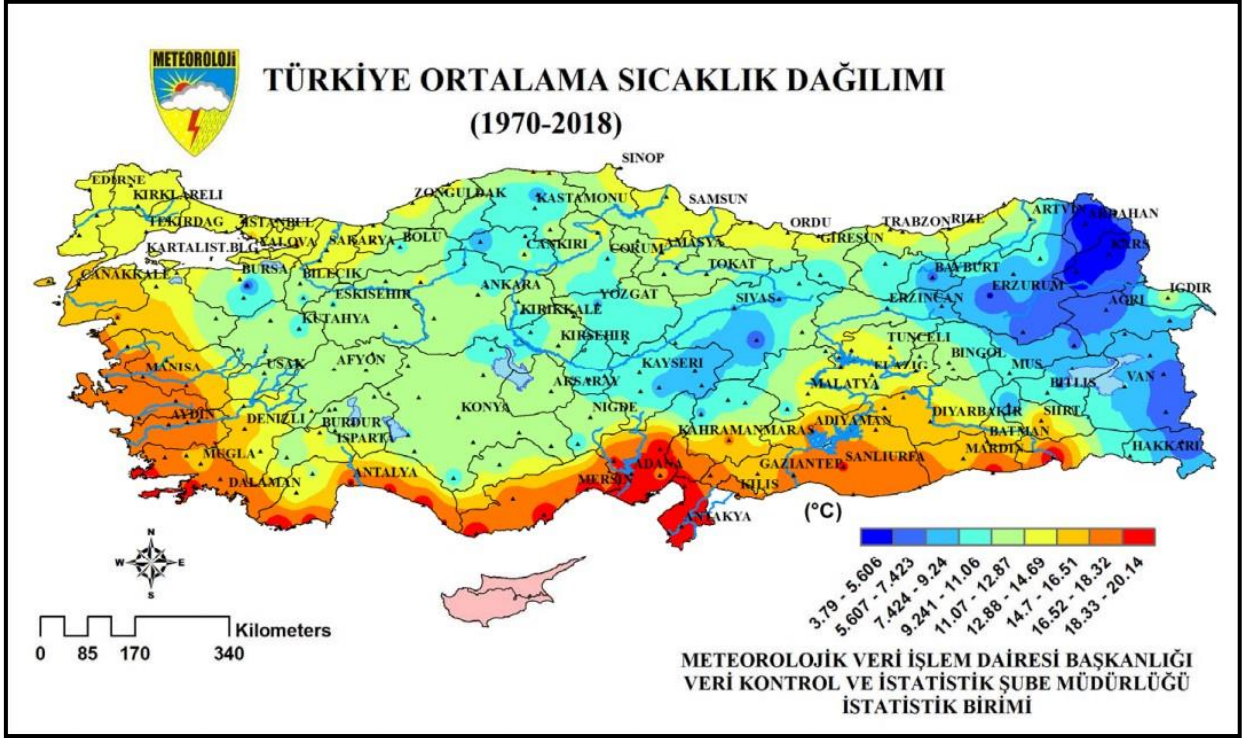 METEOROLOJİ
TÜRKİYE ORTALAMA SICAKLIK DAĞILIMI
(1970-2018)
SINOP
EDIRNE
KIRKLARELI
ZONGULDAK
KASTAMONU
SAMSUN
TEKIRDAG
ISTANBUL
ORDU
TRABZON
RIZE
ARTVIN
ARDAHAN
KARTALIST.BLG
YALOVA
SAKARYA
BOLU
CANKIRI
CORUM
AMASYA
GIRESUN
KARS
CANAKKALE
BURSA
BILECIK
TOKAT
BAYBURT
ESKISEHIR
ANKARA
YOZGAT
SIVAS
ERZINCAN
ERZURUM
AGRI
IGDIR
KUTAHYA
KIRIKKALE
KIRSEHIR
TUNCELI
MANISA
USAK
AFYON
KAYSERI
ELAZIG
BINGOL
MUS
AKSARAY
MALATYA
BITLIS
VAN
AYDIN
DENIZLI
BURDUR
KONYA
NIGDE
ADIYAMAN
DIYARBAKIR
SIIRT
ISPARTA
KAHRAMANMARAS
BATMAN
MUGLA
HAKKARI
DALAMAN
ANTALYA
MERSIN
ADANA
GAZIANTEP
SANLIURFA
MARDIN
KILIS
ANTAKYA
(°C)
3.79 - 5.606
5.607 - 7.423
7.424 - 9.24
9.241 - 11.06
11.07 - 12.87
12.88 - 14.69
14.7 - 16.51
16.52 - 18.32
18.33 - 20.14
N
W E
S
Kilometers
0 85 170 340
METEOROLOJİK VERİ İŞLEM DAİRESİ BAŞKANLIĞI
VERİ KONTROL VE İSTATİSTİK ŞUBE MÜDÜRLÜĞÜ
İSTATİSTİK BİRİMİ